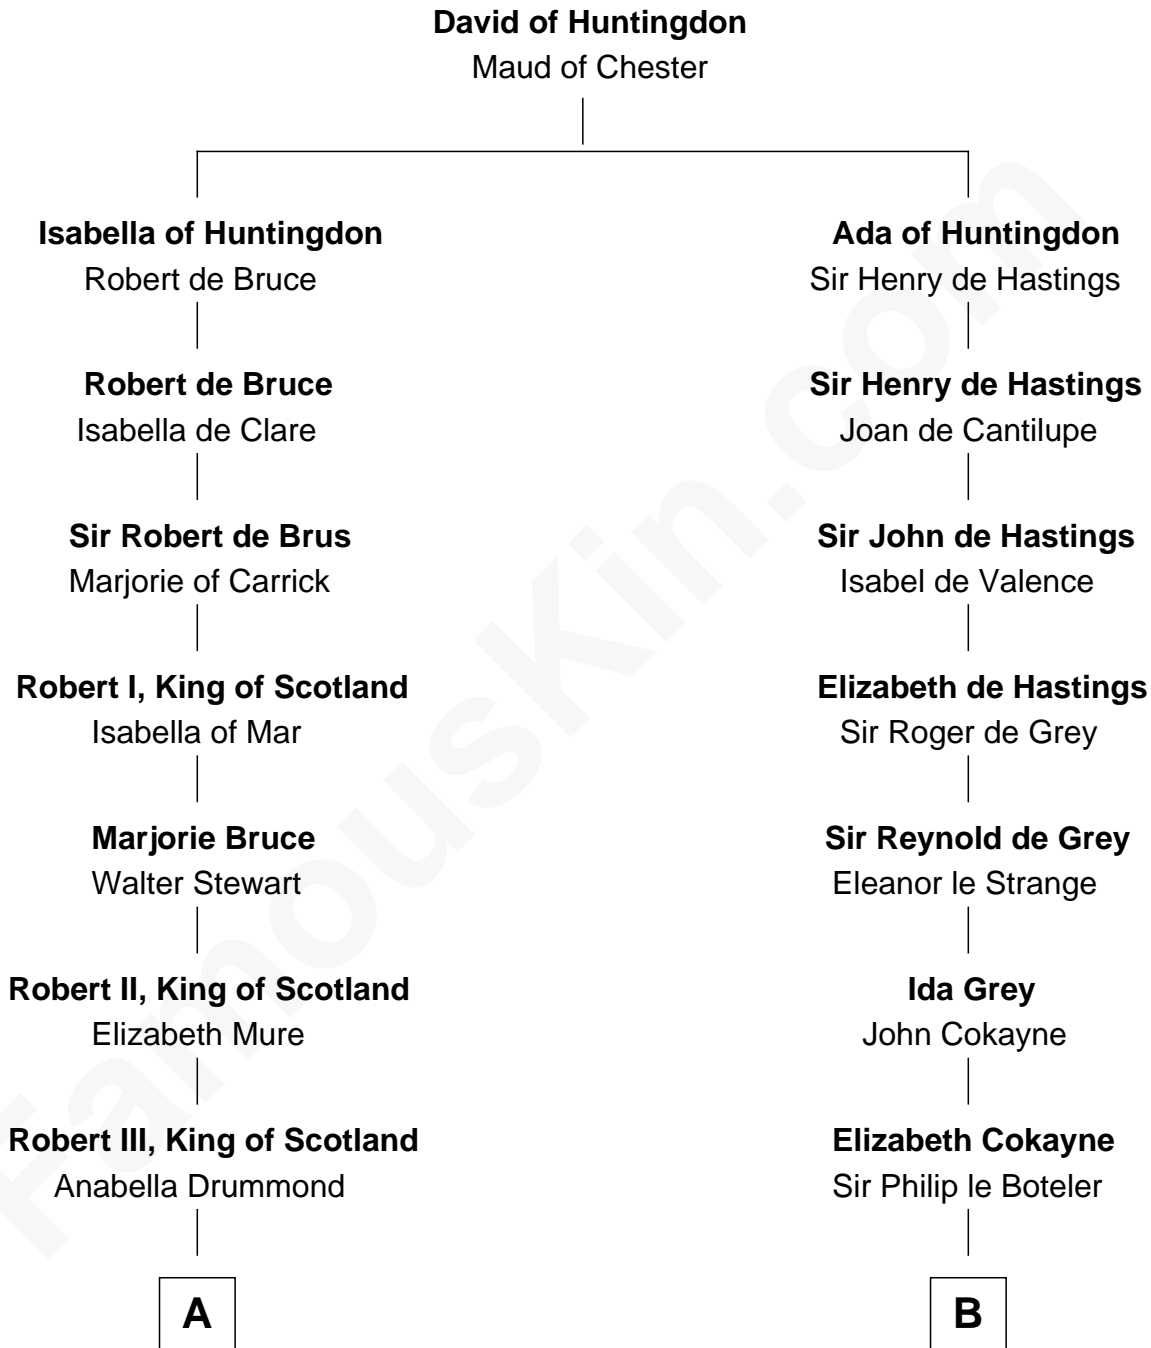 David of Huntingdon
Maud of Chester
Isabella of Huntingdon
Robert de Bruce
Ada of Huntingdon
Sir Henry de Hastings
Robert de Bruce
Isabella de Clare
Sir Henry de Hastings
Joan de Cantilupe
Sir Robert de Brus
Marjorie of Carrick
Sir John de Hastings
Isabel de Valence
Robert I, King of Scotland
Isabella of Mar
Elizabeth de Hastings
Sir Roger de Grey
Marjorie Bruce
Walter Stewart
Sir Reynold de Grey
Eleanor le Strange
Robert II, King of Scotland
Elizabeth Mure
Ida Grey
John Cokayne
Robert III, King of Scotland
Anabella Drummond
Elizabeth Cokayne
Sir Philip le Boteler
A
B
FamousKin.com